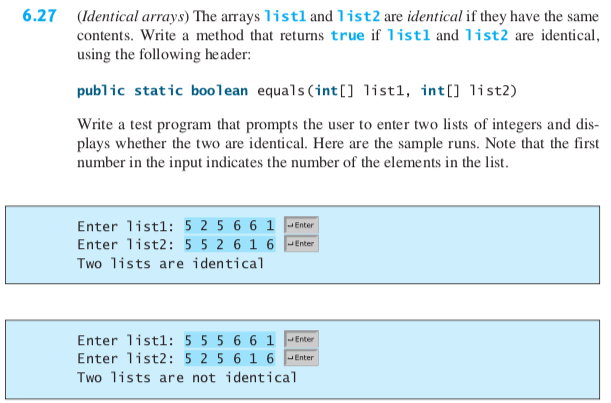 6.27 (Identical arrays) The arrays list1 and list2 are identical if they have the same
contents. Write a method that returns true if list1 and list2 are identical,
using the following header:
public static boolean equals(int[] list1, int[] list2)
Write a test program that prompts the user to enter two lists of integers and dis-
plays whether the two are identical. Here are the sample runs. Note that the first
number in the input indicates the number of the elements in the list.
Enter list1: 5 2 5 6 6 1 ↵Enter
Enter list2: 5 5 2 6 1 6 ↵Enter
Two lists are identical
Enter list1: 5 5 5 6 6 1 ↵Enter
Enter list2: 5 2 5 6 1 6 ↵Enter
Two lists are not identical